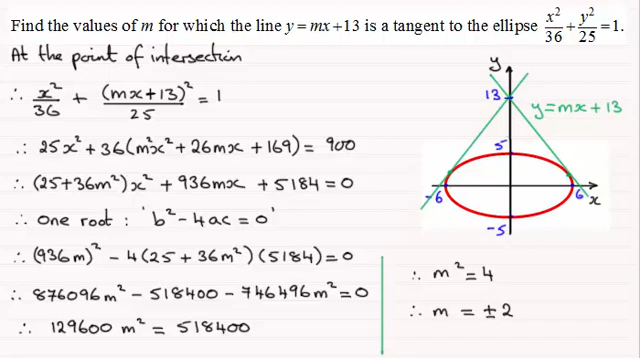 Find the values of m for which the line y = mx+13 is a tangent to the ellipse x²/36 + y²/25 = 1.
At the point of intersection
∴ x²/36 + (mx+13)²/25 = 1
∴ 25x² + 36(m²x² + 26mx + 169) = 900
∴ (25+36m²)x² + 936mx + 5184 = 0
∴ One root : 'b² - 4ac = 0'
∴ (936m)² - 4(25 + 36m²)(5184) = 0
∴ 876096m² - 518400 - 746496m² = 0
∴ 129600 m² = 518400
y
13
y=mx+13
5
-6
6
x
-5
∴ m² = 4
∴ m = ±2